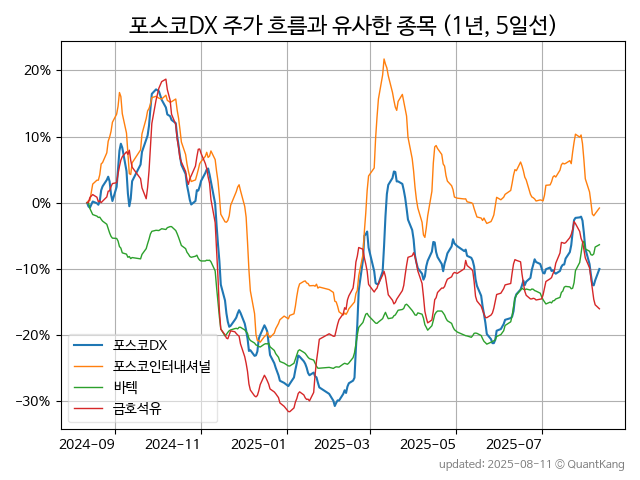 포스코DX 주가 흐름과 유사한 종목 (1년, 5일선)
20%
10%
0%
−10%
−20%
−30%
포스코DX
포스코인터내셔널
바텍
금호석유
2024-09
2024-11
2025-01
2025-03
2025-05
2025-07
updated: 2025-08-11 © QuantKang